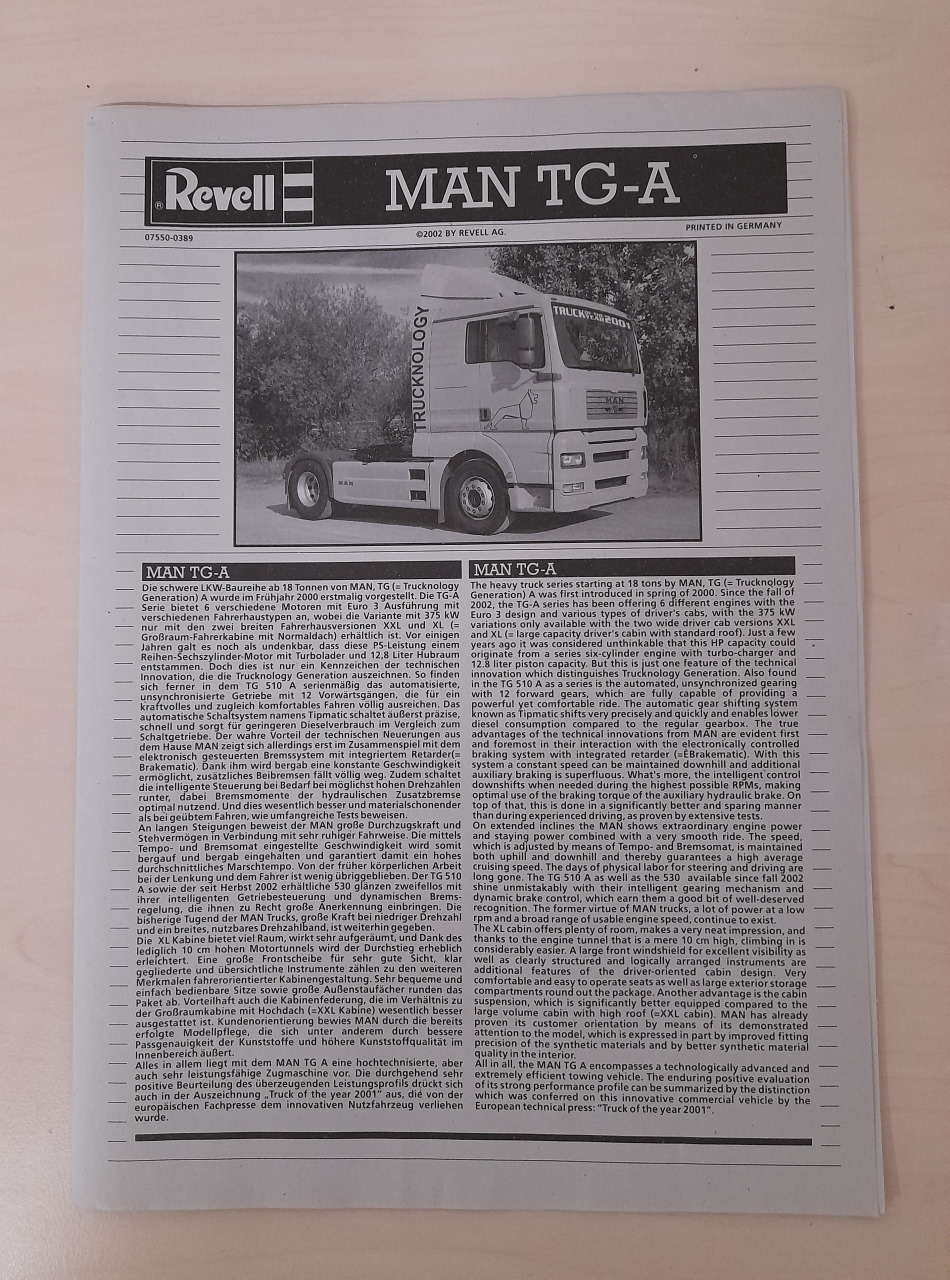 ® Revell
MAN TG-A
07550-0389
©2002 BY REVELL AG.
PRINTED IN GERMANY
TRUCKNOLOGY
TRUCK OF THE YEAR 2001
MAN
MAN
MAN TG-A
Die schwere LKW-Baureihe ab 18 Tonnen von MAN, TG (= Trucknology
Generation) A wurde im Frühjahr 2000 erstmalig vorgestellt. Die TG-A
Serie bietet 6 verschiedene Motoren mit Euro 3 Ausführung mit
verschiedenen Fahrerhaustypen an, wobei die Variante mit 375 kW
nur mit den zwei breiten Fahrerhausversionen XXL und XL (=
Großraum-Fahrerkabine mit Normaldach) erhältlich ist. Vor einigen
Jahren galt es noch als undenkbar, dass diese PS-Leistung einem
Reihen-Sechszylinder-Motor mit Turbolader und 12,8 Liter Hubraum
entstammen. Doch dies ist nur ein Kennzeichen der technischen
Innovation, die die Trucknology Generation auszeichnen. So finden
sich ferner in dem TG 510 A serienmäßig das automatisierte,
unsynchronisierte Getriebe mit 12 Vorwärtsgängen, die für ein
kraftvolles und zugleich komfortables Fahren völlig ausreichen. Das
automatische Schaltsystem namens Tipmatic schaltet äußerst präzise,
schnell und sorgt für geringeren Dieselverbrauch im Vergleich zum
Schaltgetriebe. Der wahre Vorteil der technischen Neuerungen aus
dem Hause MAN zeigt sich allerdings erst im Zusammenspiel mit dem
elektronisch gesteuerten Bremssystem mit integriertem Retarder(=
Brakematic). Dank ihm wird bergab eine konstante Geschwindigkeit
ermöglicht, zusätzliches Beibremsen fällt völlig weg. Zudem schaltet
die intelligente Steuerung bei Bedarf bei möglichst hohen Drehzahlen
runter, dabei Bremsmomente der hydraulischen Zusatzbremse
optimal nutzend. Und dies wesentlich besser und materialschonender
als bei geübtem Fahren, wie umfangreiche Tests beweisen.
An langen Steigungen beweist der MAN große Durchzugskraft und
Stehvermögen in Verbindung mit sehr ruhiger Fahrweise. Die mittels
Tempo- und Bremsomat eingestellte Geschwindigkeit wird somit
bergauf und bergab eingehalten und garantiert damit ein hohes
durchschnittliches Marschtempo. Von der früher körperlichen Arbeit
bei der Lenkung und dem Fahrer ist wenig übriggeblieben. Der TG 510
A sowie der seit Herbst 2002 erhältliche 530 glänzen zweifellos mit
ihrer intelligenten Getriebesteuerung und dynamischen Brems-
regelung, die ihnen zu Recht große Anerkennung einbringen. Die
bisherige Tugend der MAN Trucks, große Kraft bei niedriger Drehzahl
und ein breites, nutzbares Drehzahlband, ist weiterhin gegeben.
Die XL Kabine bietet viel Raum, wirkt sehr aufgeräumt, und Dank des
lediglich 10 cm hohen Motortunnels wird der Durchstieg erheblich
erleichtert. Eine große Frontscheibe für sehr gute Sicht, klar
gegliederte und übersichtliche Instrumente zählen zu den weiteren
Merkmalen fahrerorientierter Kabinengestaltung. Sehr bequeme und
einfach bedienbare Sitze sowie große Außenstaufächer runden das
Paket ab. Vorteilhaft auch die Kabinenfederung, die im Verhältnis zu
der Großraumkabine mit Hochdach (=XXL Kabine) wesentlich besser
ausgestattet ist. Kundenorientierung bewies MAN durch die bereits
erfolgte Modellpflege, die sich unter anderem durch bessere
Passgenauigkeit der Kunstoffe und höhere Kunststoffqualität im
Innenbereich äußert.
Alles in allem liegt mit dem MAN TG A eine hochtechnisierte, aber
auch sehr leistungsfähige Zugmaschine vor. Die durchgehend sehr
positive Beurteilung des überzeugenden Leistungsprofils drückt sich
auch in der Auszeichnung „Truck of the year 2001" aus, die von der
europäischen Fachpresse dem innovativen Nutzfahrzeug verliehen
wurde.
MAN TG-A
The heavy truck series starting at 18 tons by MAN, TG (= Trucknology
Generation) A was first introduced in spring of 2000. Since the fall of
2002, the TG-A series has been offering 6 different engines with the
Euro 3 design and various types of driver's cabs, with the 375 kW
variations only available with the two wide driver cab versions XXL
and XL (= large capacity driver's cabin with standard roof). Just a few
years ago it was considered unthinkable that this HP capacity could
originate from a series six-cylinder engine with turbo-charger and
12.8 liter piston capacity. But this is just one feature of the technical
innovation which distinguishes Trucknology Generation. Also found
in the TG 510 A as a series is the automated, unsynchronized gearing
with 12 forward gears, which are fully capable of providing a
powerful yet comfortable ride. The automatic gear shifting system
known as Tipmatic shifts very precisely and quickly and enables lower
diesel consumption compared to the regular gearbox. The true
advantages of the technical innovations from MAN are evident first
and foremost in their interaction with the electronically controlled
braking system with integrated retarder (=EBrakematic). With this
system a constant speed can be maintained downhill and additional
auxiliary braking is superfluous. What's more, the intelligent control
downshifts when needed during the highest possible RPMs, making
optimal use of the braking torque of the auxiliary hydraulic brake. On
top of that, this is done in a significantly better and sparing manner
than during experienced driving, as proven by extensive tests.
On extended inclines the MAN shows extraordinary engine power
and staying power combined with a very smooth ride. The speed,
which is adjusted by means of Tempo- and Bremsomat, is maintained
both uphill and downhill and thereby guarantees a high average
cruising speed. The days of physical labor for steering and driving are
long gone. The TG 510 A as well as the 530 available since fall 2002
shine unmistakably with their intelligent gearing mechanism and
dynamic brake control, which earn them a good bit of well-deserved
recognition. The former virtue of MAN trucks, a lot of power at a low
rpm and a broad range of usable engine speed, continue to exist.
The XL cabin offers plenty of room, makes a very neat impression, and
thanks to the engine tunnel that is a mere 10 cm high, climbing in is
considerably easier. A large front windshield for excellent visibility as
well as clearly structured and logically arranged instruments are
additional features of the driver-oriented cabin design. Very
comfortable and easy to operate seats as well as large exterior storage
compartments round out the package. Another advantage is the cabin
suspension, which is significantly better equipped compared to the
large volume cabin with high roof (=XXL cabin). MAN has already
proven its customer orientation by means of its demonstrated
attention to the model, which is expressed in part by improved fitting
precision of the synthetic materials and by better synthetic material
quality in the interior.
All in all, the MAN TG A encompasses a technologically advanced and
extremely efficient towing vehicle. The enduring positive evaluation
of its strong performance profile can be summarized by the distinction
which was conferred on this innovative commercial vehicle by the
European technical press: "Truck of the year 2001".